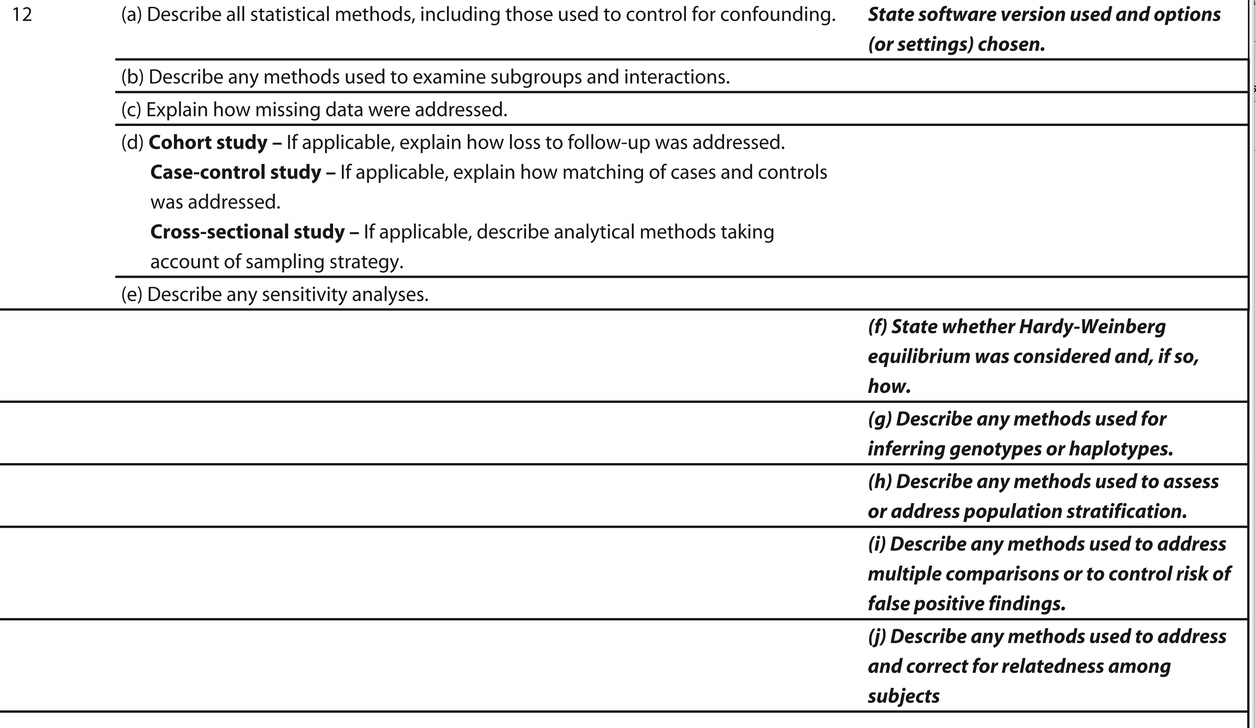 12 (a) Describe all statistical methods, including those used to control for confounding. State software version used and options
(or settings) chosen.
(b) Describe any methods used to examine subgroups and interactions.
(c) Explain how missing data were addressed.
(d) Cohort study – If applicable, explain how loss to follow-up was addressed.
Case-control study – If applicable, explain how matching of cases and controls
was addressed.
Cross-sectional study – If applicable, describe analytical methods taking
account of sampling strategy.
(e) Describe any sensitivity analyses.
(f) State whether Hardy-Weinberg
equilibrium was considered and, if so,
how.
(g) Describe any methods used for
inferring genotypes or haplotypes.
(h) Describe any methods used to assess
or address population stratification.
(i) Describe any methods used to address
multiple comparisons or to control risk of
false positive findings.
(j) Describe any methods used to address
and correct for relatedness among
subjects